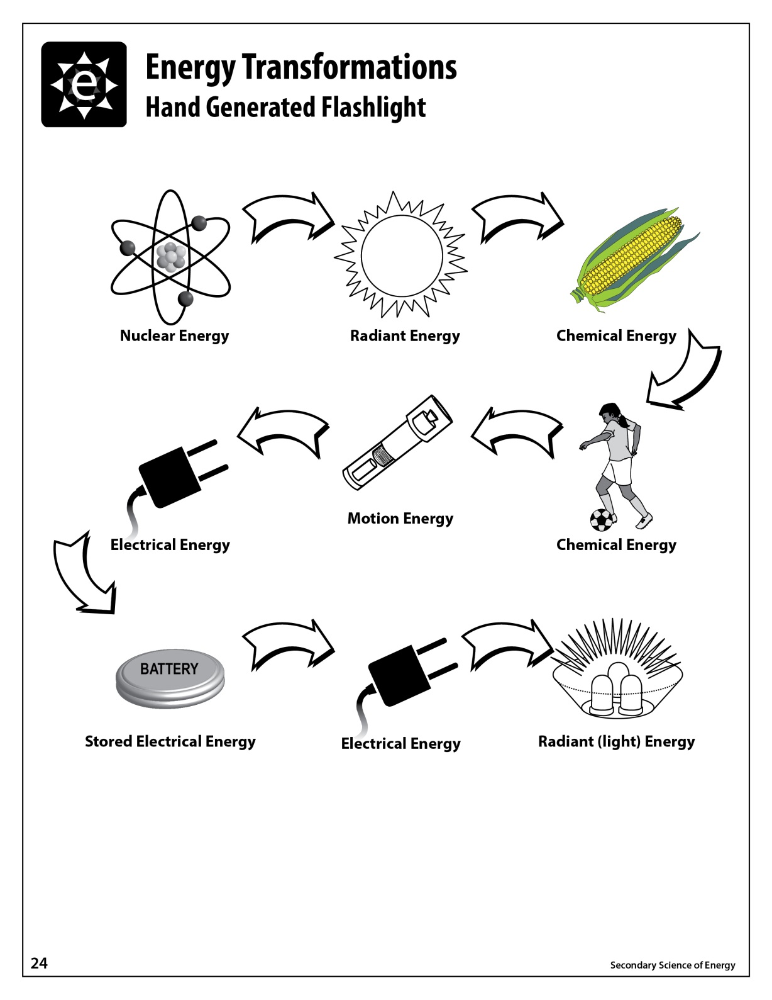 e
Energy Transformations
Hand Generated Flashlight
Nuclear Energy
Radiant Energy
Chemical Energy
Electrical Energy
Motion Energy
Chemical Energy
BATTERY
Stored Electrical Energy
Electrical Energy
Radiant (light) Energy
24
Secondary Science of Energy